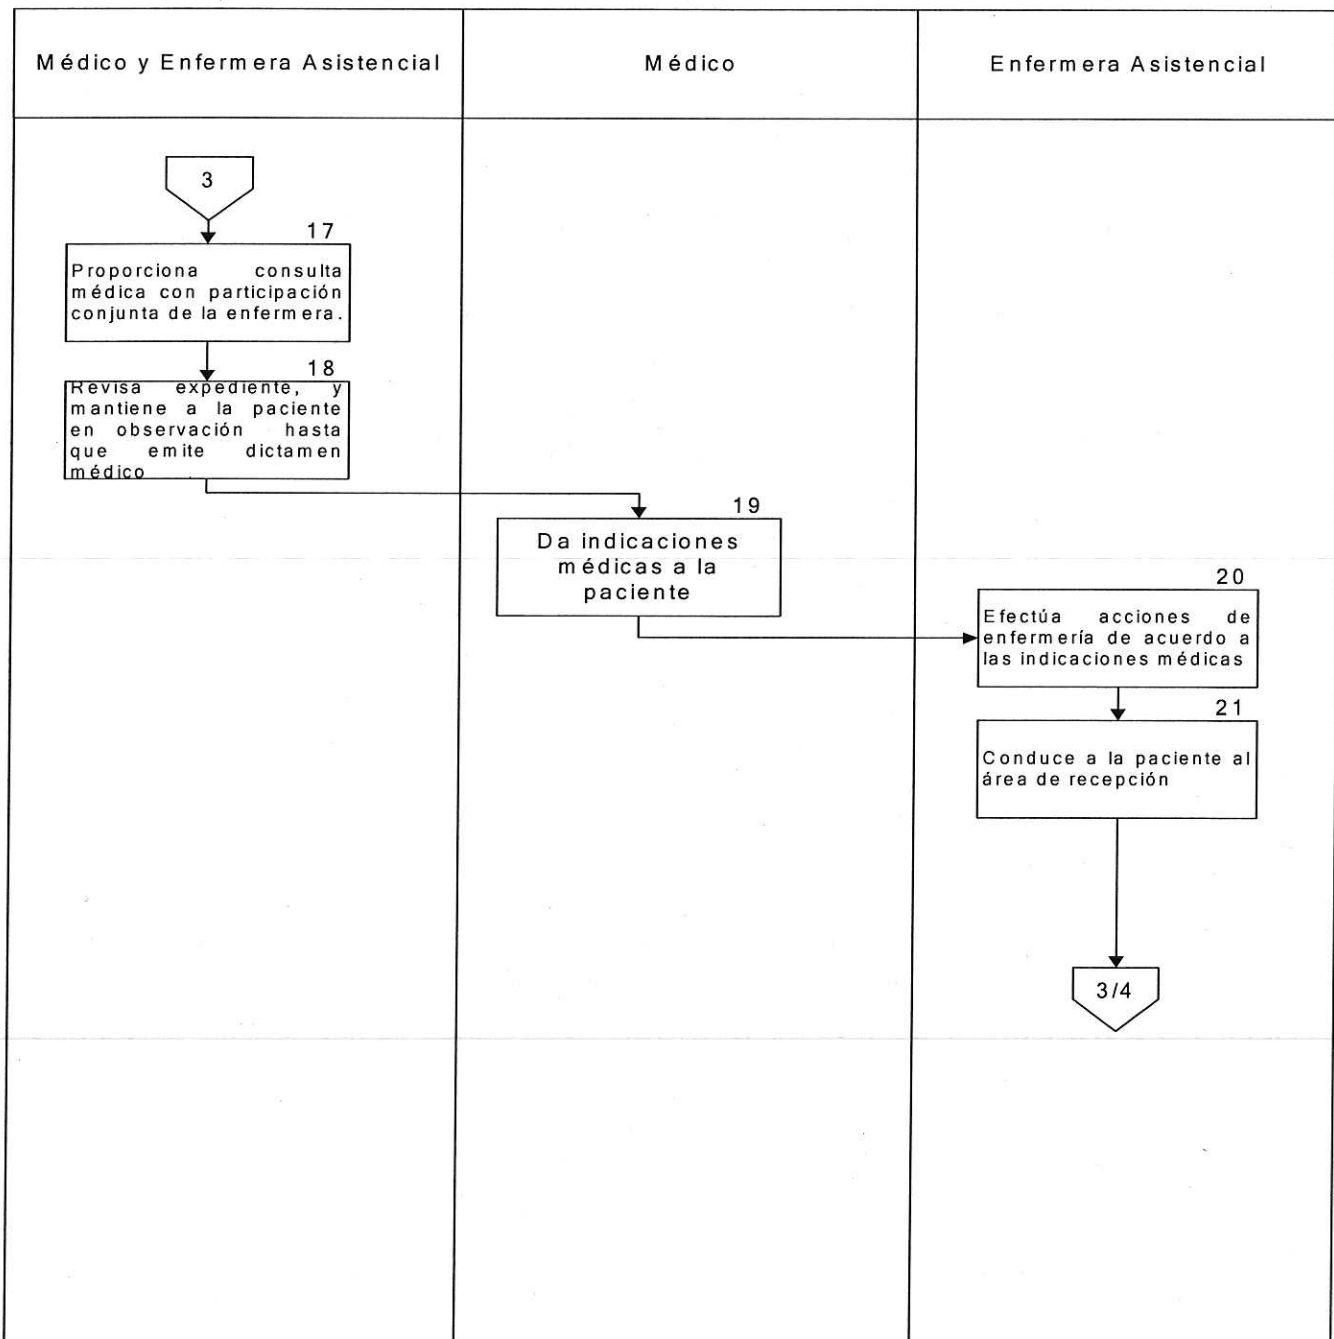 Médico y Enfermera Asistencial
Médico
Enfermera Asistencial
3
17
Proporciona consulta
médica con participación
conjunta de la enfermera.
18
Revisa expediente, y
mantiene a la paciente
en observación hasta
que emite dictamen
médico
19
Da indicaciones
médicas a la
paciente
20
Efectúa acciones de
enfermería de acuerdo a
las indicaciones médicas
21
Conduce a la paciente al
área de recepción
3/4